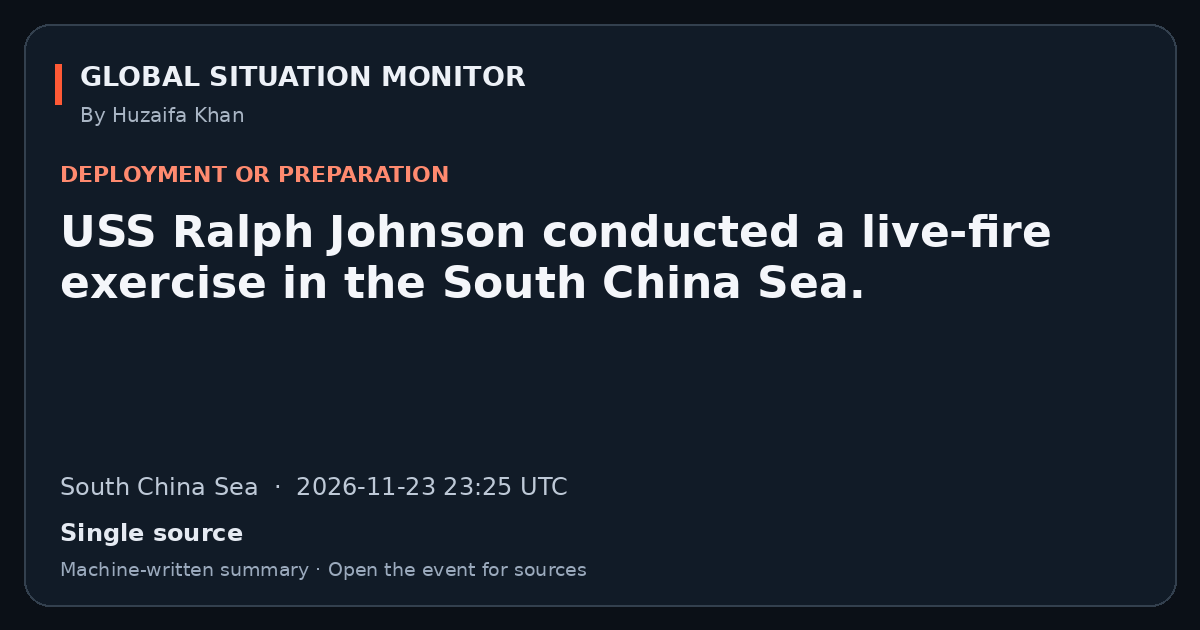 GLOBAL SITUATION MONITOR
By Huzaifa Khan
DEPLOYMENT OR PREPARATION
USS Ralph Johnson conducted a live-fire
exercise in the South China Sea.
South China Sea · 2026-11-23 23:25 UTC
Single source
Machine-written summary · Open the event for sources